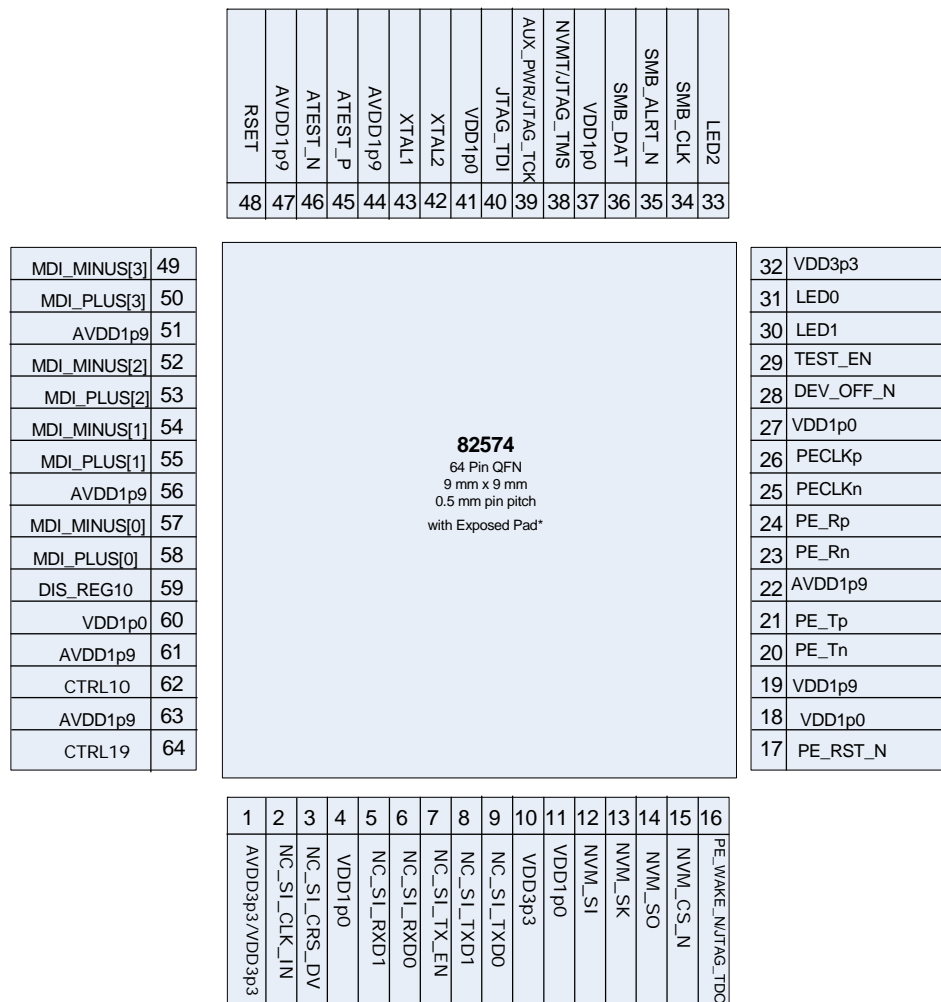 RSET
AVDD1p9
ATEST_N
ATEST_P
AVDD1p9
XTAL1
XTAL2
VDD1p0
JTAG_TDI
AUX_PWR/JTAG_TCK
NVMT/JTAG_TMS
VDD1p0
SMB_DAT
SMB_ALRT_N
SMB_CLK
LED2
48 47 46 45 44 43 42 41 40 39 38 37 36 35 34 33
MDI_MINUS[3] 49
MDI_PLUS[3] 50
AVDD1p9 51
MDI_MINUS[2] 52
MDI_PLUS[2] 53
MDI_MINUS[1] 54
MDI_PLUS[1] 55
AVDD1p9 56
MDI_MINUS[0] 57
MDI_PLUS[0] 58
DIS_REG10 59
VDD1p0 60
AVDD1p9 61
CTRL10 62
AVDD1p9 63
CTRL19 64
82574
64 Pin QFN
9 mm x 9 mm
0.5 mm pin pitch
with Exposed Pad*
32 VDD3p3
31 LED0
30 LED1
29 TEST_EN
28 DEV_OFF_N
27 VDD1p0
26 PECLKp
25 PECLKn
24 PE_Rp
23 PE_Rn
22 AVDD1p9
21 PE_Tp
20 PE_Tn
19 VDD1p9
18 VDD1p0
17 PE_RST_N
1 2 3 4 5 6 7 8 9 10 11 12 13 14 15 16
AVDD3p3/VDD3p3
NC_SI_CLK_IN
NC_SI_CRS_DV
VDD1p0
NC_SI_RXD1
NC_SI_RXD0
NC_SI_TX_EN
NC_SI_TXD1
NC_SI_TXD0
VDD3p3
VDD1p0
NVM_SI
NVM_SK
NVM_SO
NVM_CS_N
PE_WAKE_N/JTAG_TDO